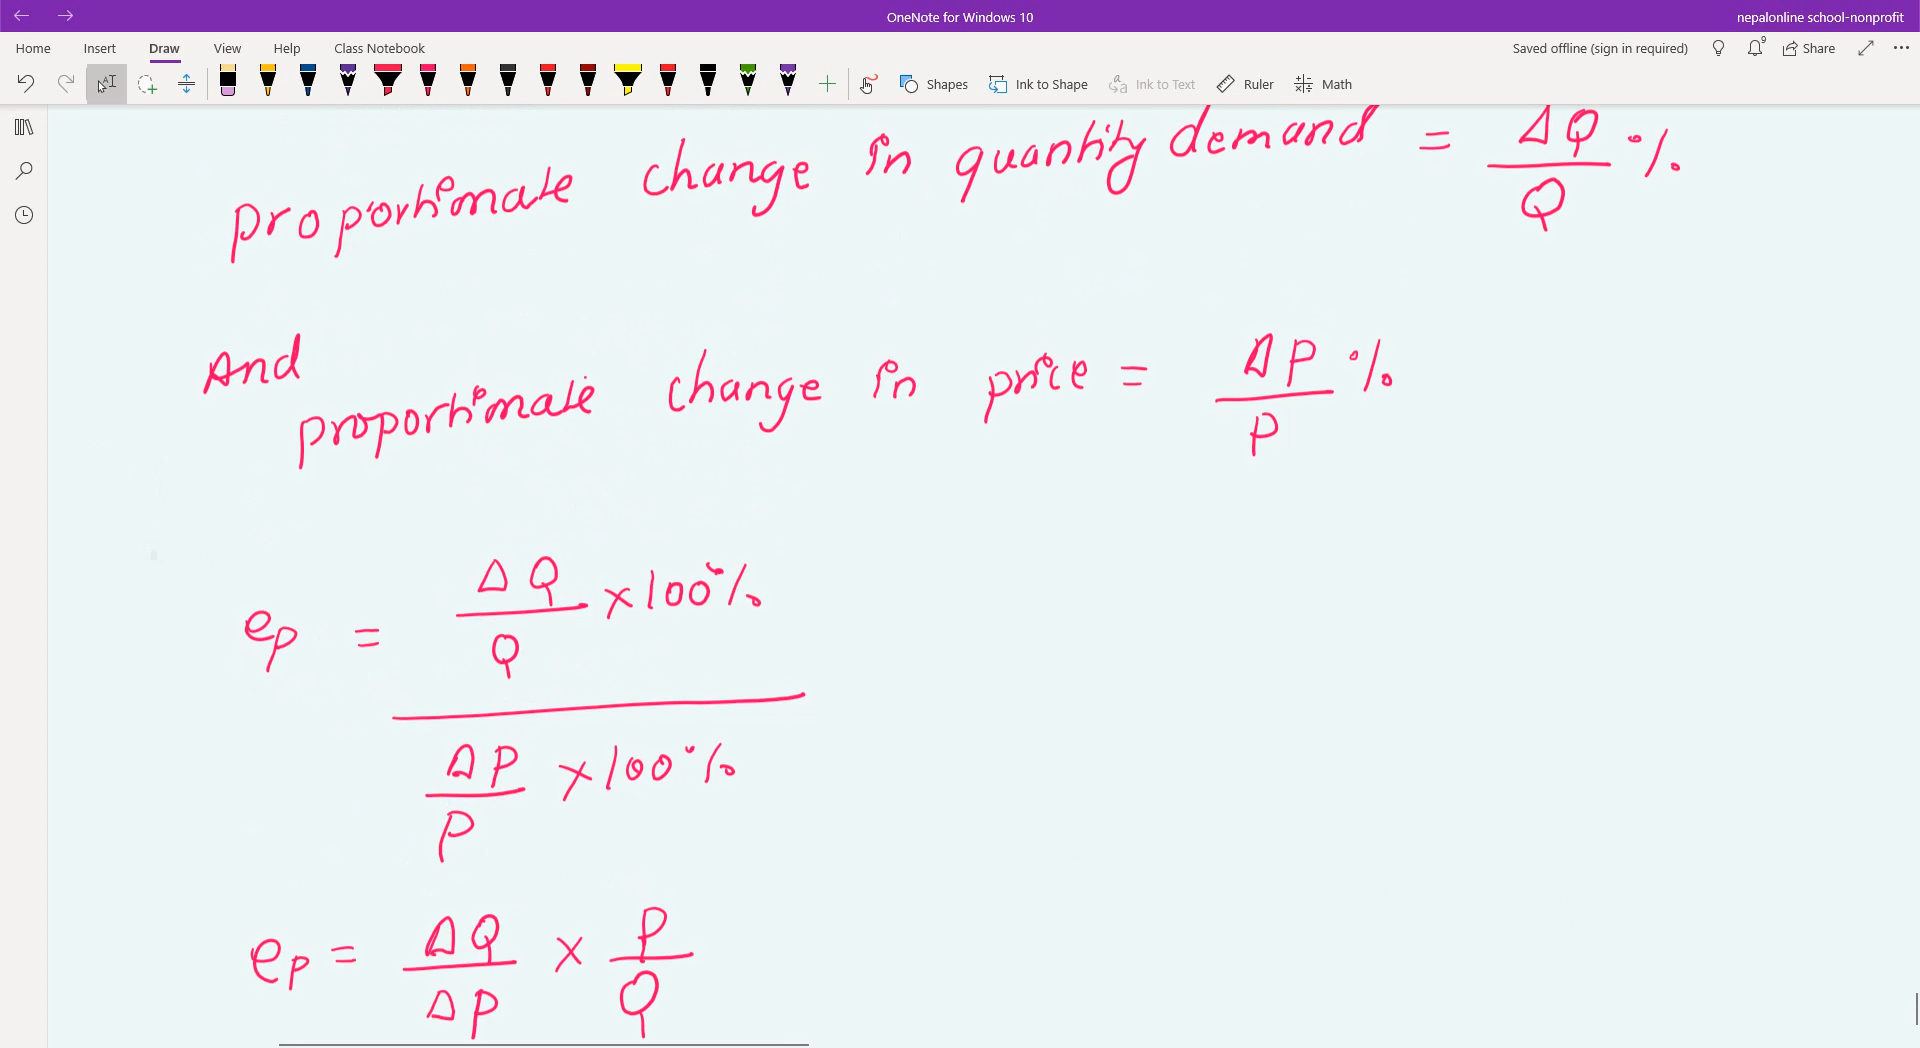 OneNote for Windows 10
nepalonline school-nonprofit
Home Insert Draw View Help Class Notebook
Saved offline (sign in required)
9
Share
Shapes Ink to Shape Ink to Text Ruler Math
proportionate change in quantity demand = ΔQ/Q %
And
proportionate change in price = ΔP/P %
ΔQ/Q ×100%
ep =
ΔP/P ×100%
ep = ΔQ/ΔP × P/Q